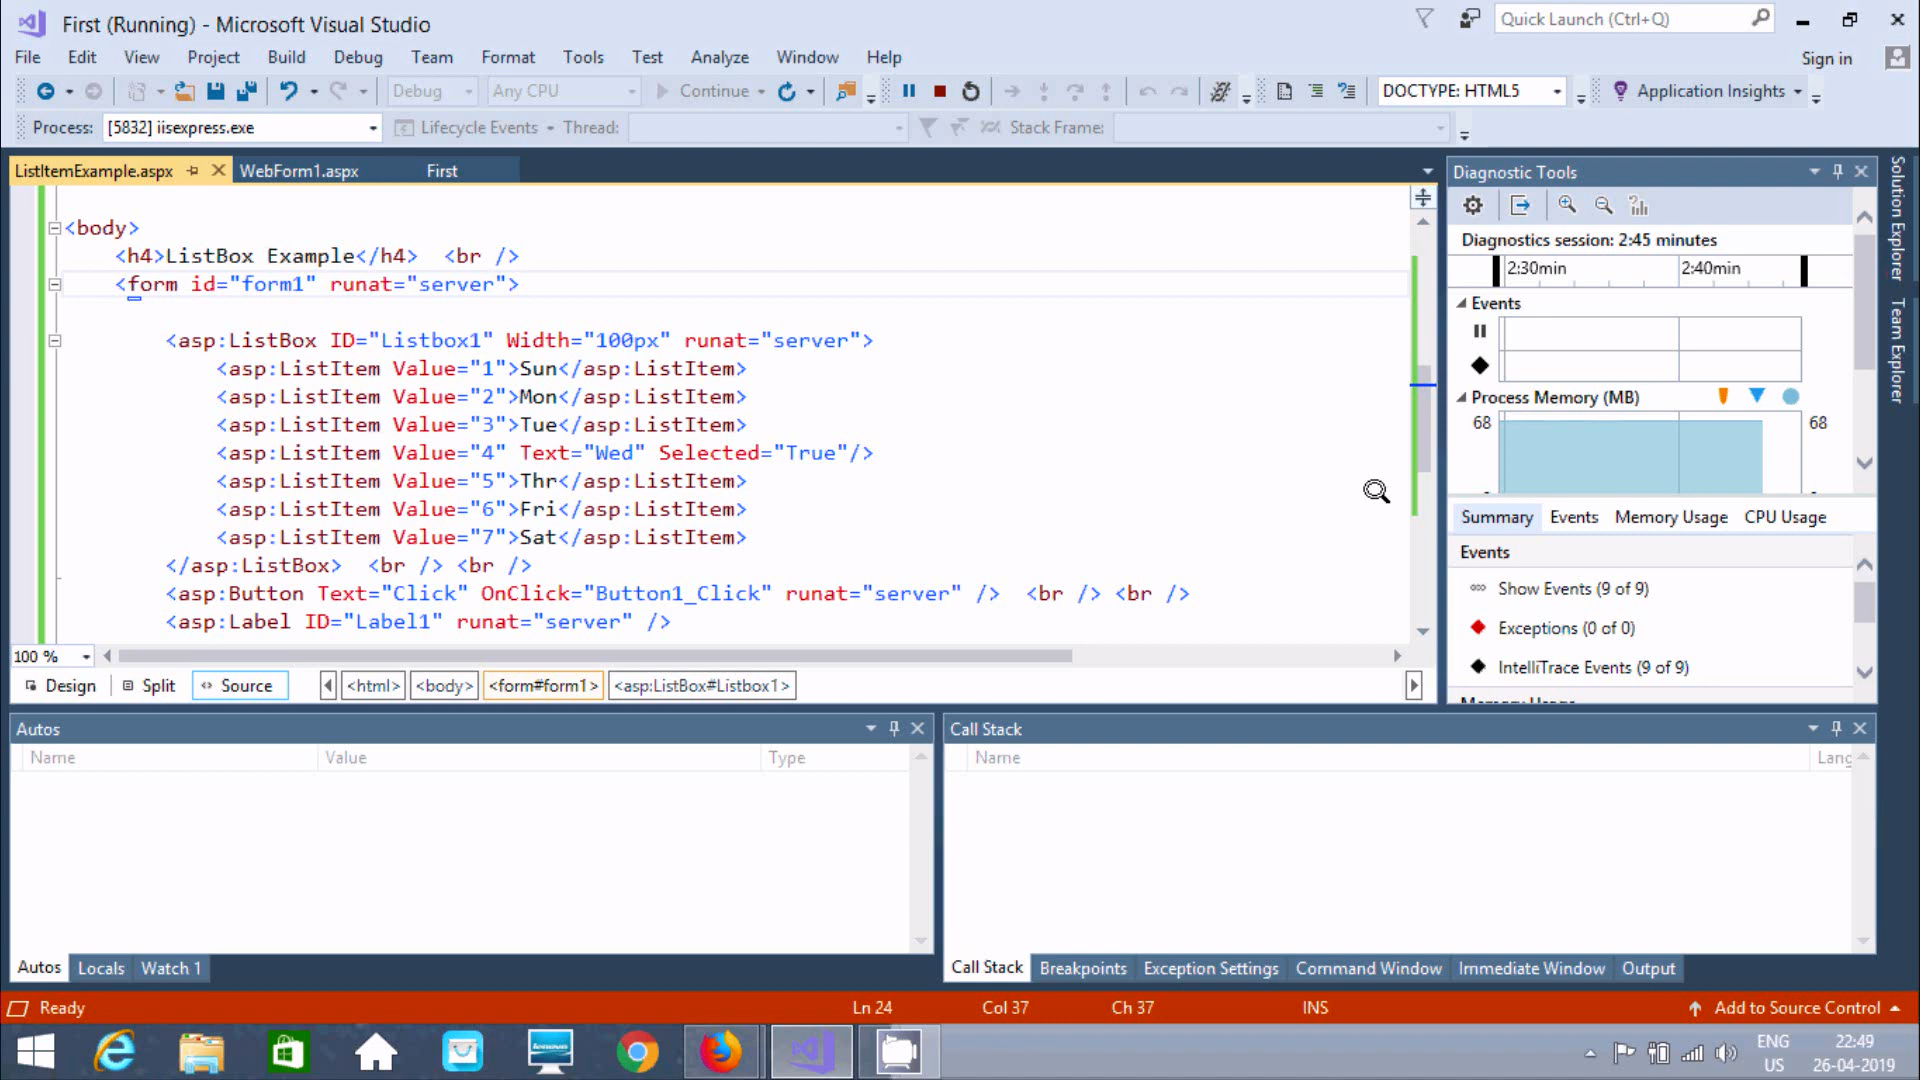 First (Running) - Microsoft Visual Studio
Quick Launch (Ctrl+Q)
File Edit View Project Build Debug Team Format Tools Test Analyze Window Help
Sign in
Debug Any CPU Continue DOCTYPE: HTML5 Application Insights
Process: [5832] iisexpress.exe Lifecycle Events Thread: Stack Frame:
ListItemExample.aspx WebForm1.aspx First
<body>
<h4>ListBox Example</h4> <br />
<form id="form1" runat="server">
<asp:ListBox ID="Listbox1" Width="100px" runat="server">
<asp:ListItem Value="1">Sun</asp:ListItem>
<asp:ListItem Value="2">Mon</asp:ListItem>
<asp:ListItem Value="3">Tue</asp:ListItem>
<asp:ListItem Value="4" Text="Wed" Selected="True"/>
<asp:ListItem Value="5">Thr</asp:ListItem>
<asp:ListItem Value="6">Fri</asp:ListItem>
<asp:ListItem Value="7">Sat</asp:ListItem>
</asp:ListBox> <br /> <br />
<asp:Button Text="Click" OnClick="Button1_Click" runat="server" /> <br /> <br />
<asp:Label ID="Label1" runat="server" />
100 %
Design Split Source <html> <body> <form#form1> <asp:ListBox#Listbox1>
Diagnostic Tools
Diagnostics session: 2:45 minutes
2:30min 2:40min
Events
Process Memory (MB)
68 68
Summary Events Memory Usage CPU Usage
Events
Show Events (9 of 9)
Exceptions (0 of 0)
IntelliTrace Events (9 of 9)
Solution Explorer
Team Explorer
Autos
Name Value Type
Autos Locals Watch 1
Call Stack
Name Lang
Call Stack Breakpoints Exception Settings Command Window Immediate Window Output
Ready Ln 24 Col 37 Ch 37 INS Add to Source Control
lenovo
ENG
US
22:49
26-04-2019